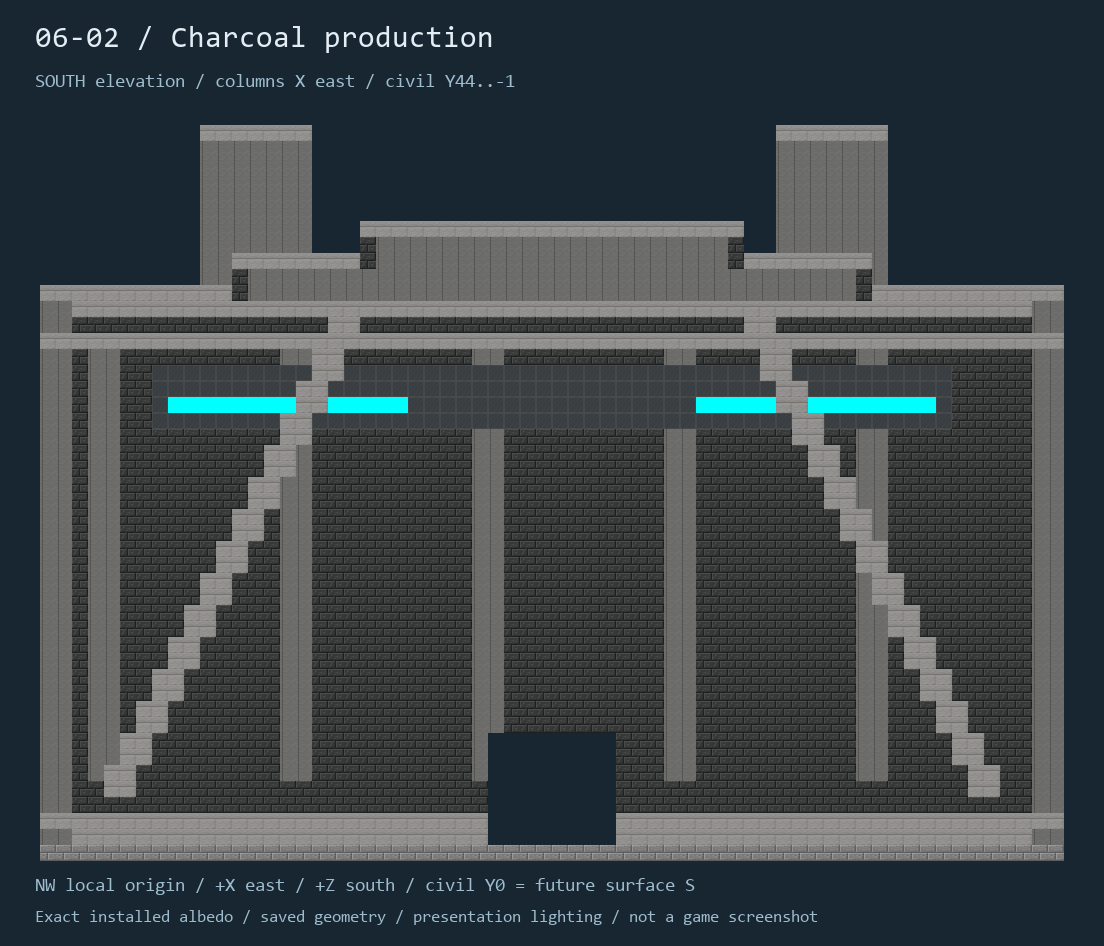 06-02 / Charcoal production
SOUTH elevation / columns X east / civil Y44..-1
NW local origin / +X east / +Z south / civil Y0 = future surface S
Exact installed albedo / saved geometry / presentation lighting / not a game screenshot